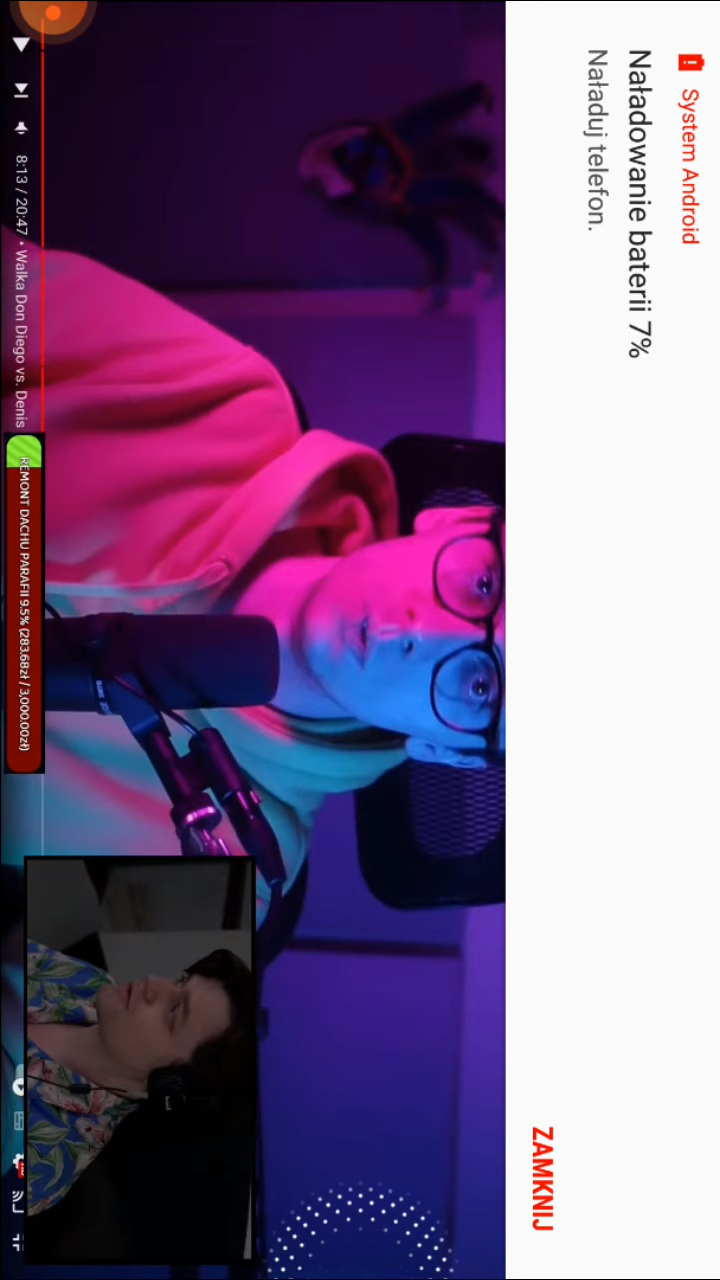 System Android
Naładowanie baterii 7%
Naładuj telefon.
ZAMKNIJ
8:13 / 20:47 • Walka Don Diego vs. Denis
REMONT DACHU PARAFII 9.5% (283.68zł / 3,000.00zł)